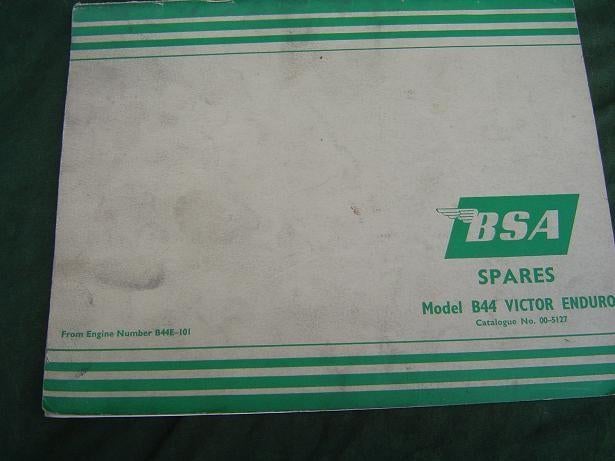 BSA
SPARES
Model B44 VICTOR ENDURO
Catalogue No. 00-5127
From Engine Number B44E-101